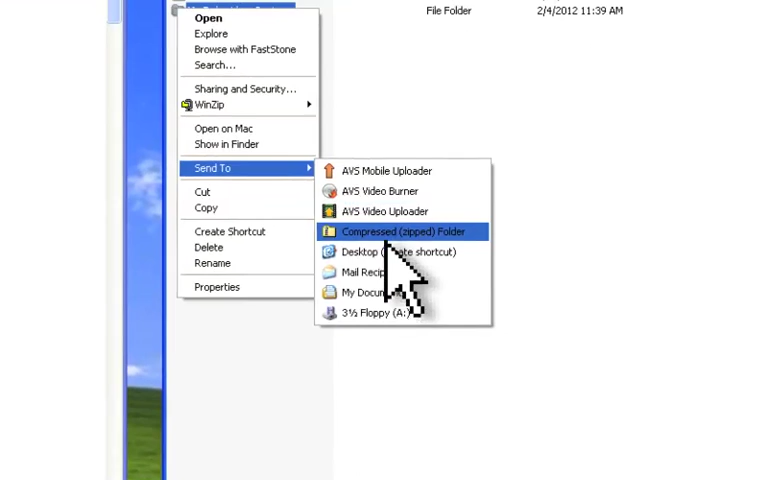 File Folder 2/4/2012 11:39 AM
Open
Explore
Browse with FastStone
Search...
Sharing and Security...
WinZip
Open on Mac
Show in Finder
Send To
Cut
Copy
Create Shortcut
Delete
Rename
Properties
AVS Mobile Uploader
AVS Video Burner
AVS Video Uploader
Compressed (zipped) Folder
Desktop shortcut)
Mail
My
3½ Floppy (A:)